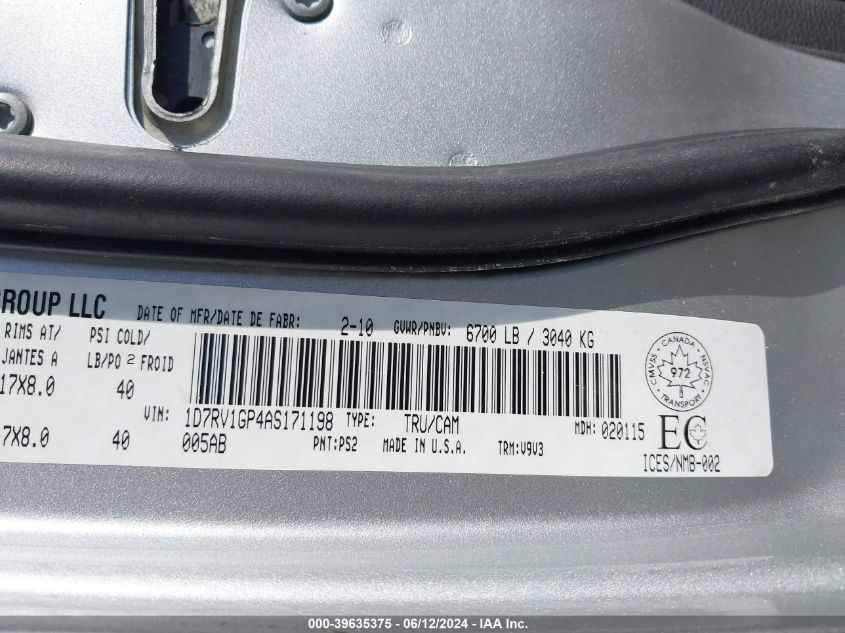 GROUP LLC DATE OF MFR/DATE DE FABR: 2-10 GVWR/PNBV: 6700 LB / 3040 KG
RIMS AT/ PSI COLD/
JANTES A LB/PO 2 FROID
17X8.0 40
VIN: 1D7RV1GP4AS171198 TYPE: TRU/CAM MDH: 020115
7X8.0 40 005AB PNT:PS2 MADE IN U.S.A. TRM:V9V3
CANADA
CMVSS 972 NSVAC
TRANSPORT
EC
ICES/NMB-002
000-39635375 - 06/12/2024 - IAA Inc.